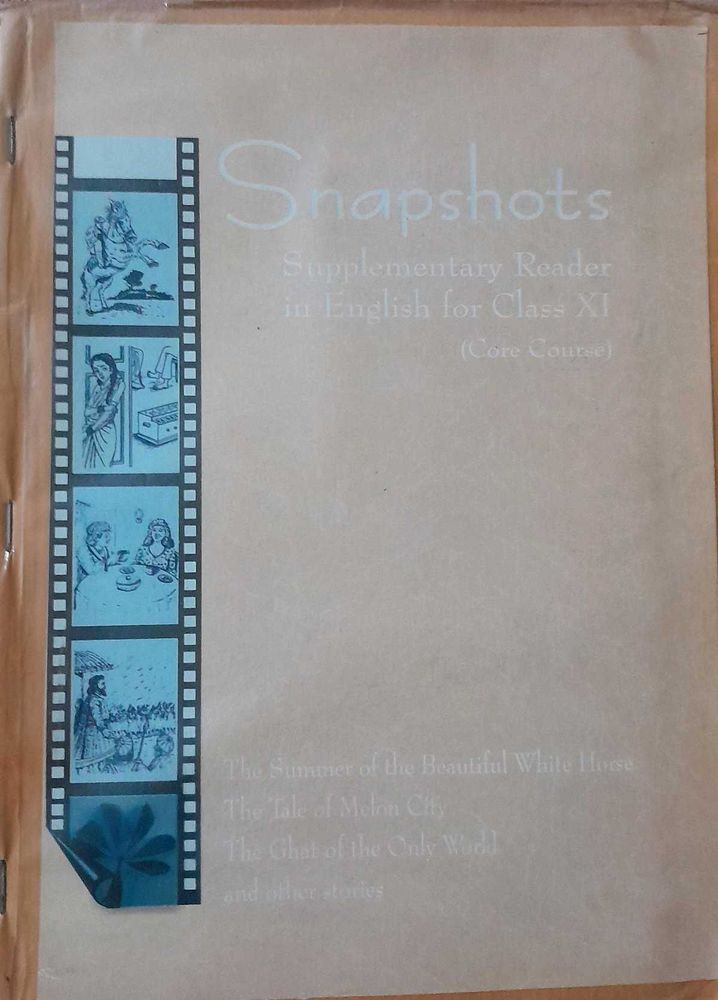 Snapshots
Supplementary Reader
in English for Class XI
(Core Course)
The Summer of the Beautiful White Horse
The Tale of Melon City
The Ghat of the Only World
and other stories